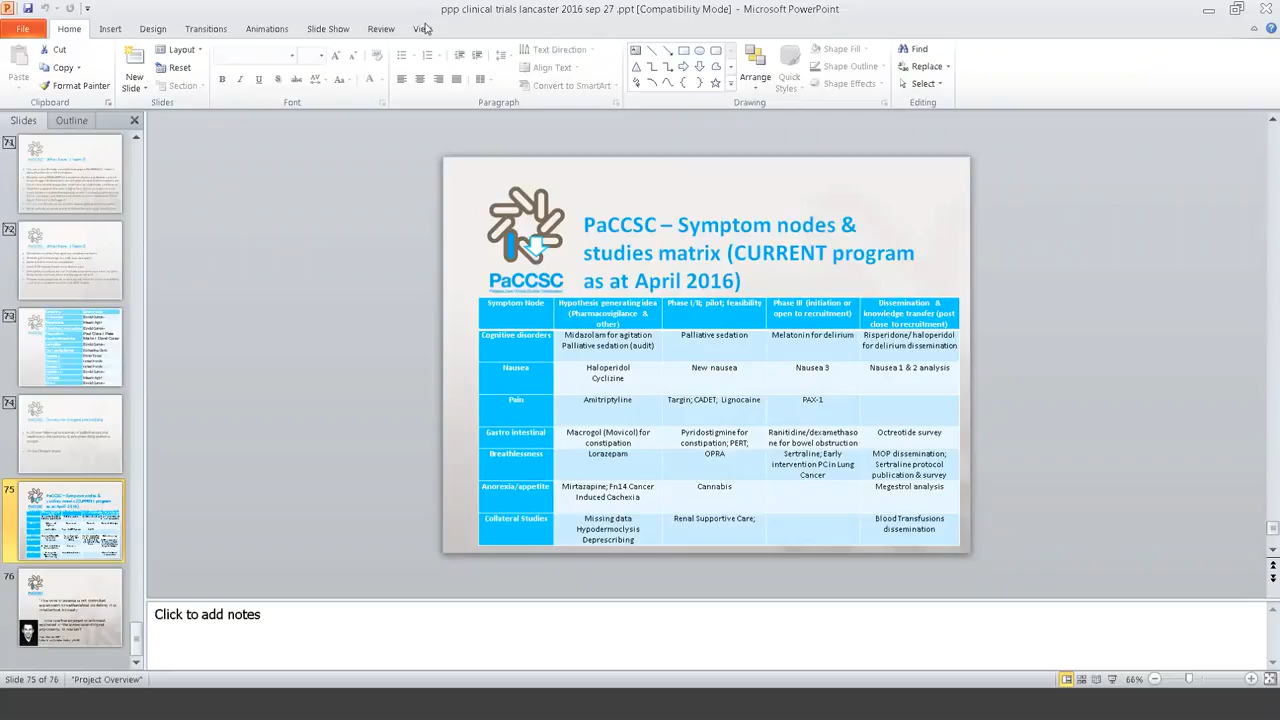 ppp clinical trials lancaster 2016 sep 27 .ppt [Compatibility Mode] - Microsoft PowerPoint
File Home Insert Design Transitions Animations Slide Show Review View
Paste
Cut
Copy
Format Painter
Clipboard
New
Slide
Layout
Reset
Section
Slides
Font
Text Direction
Align Text
Convert to SmartArt
Paragraph
Arrange
Quick
Styles
Shape Fill
Shape Outline
Shape Effects
Drawing
Find
Replace
Select
Editing
Slides Outline
71
72
73
74
75
76
PaCCSC
PaCCSC – Symptom nodes &
studies matrix (CURRENT program
as at April 2016)
Symptom Node Hypothesis generating idea (Pharmacovigilance & other) Phase I/II; pilot; feasibility Phase III (initiation or open to recruitment) Dissemination & knowledge transfer (post close to recruitment)
Cognitive disorders Midazolam for agitation Palliative sedation (audit) Palliative sedation Melatonin for delirium Risperidone/ haloperidol for delirium dissemination
Nausea Haloperidol Cyclizine New nausea Nausea 3 Nausea 1 & 2 analysis
Pain Amitriptyline Targin; CADET; Lignocaine PAX-1
Gastro intestinal Macrogol (Movicol) for constipation Pyridostigmine for constipation; PERT; Ranitidine/dexamethaso ne for bowel obstruction Octreotide survey
Breathlessness Lorazepam OPRA Sertraline; Early intervention PC in Lung Cancer MOP dissemination; Sertraline protocol publication & survey
Anorexia/appetite Mirtazapine; Fn14 Cancer Induced Cachexia Cannabis Megestrol analysis
Collateral Studies Missing data Hypodermoclysis Deprescribing Renal Supportive Care; Blood Transfusions dissemination
Click to add notes
Slide 75 of 76 "Project Overview" 66%